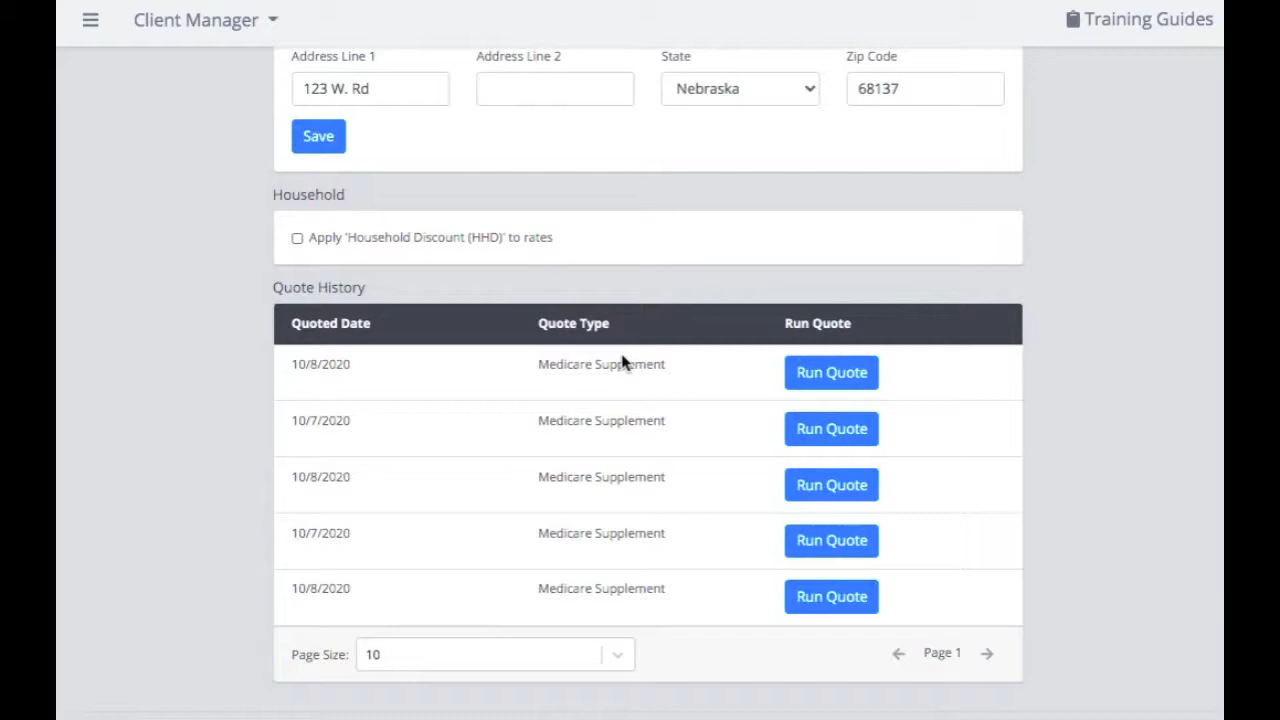 Client Manager Training Guides
Address Line 1 Address Line 2 State Zip Code
123 W. Rd Nebraska 68137
Save
Household
Apply 'Household Discount (HHD)' to rates
Quote History
Quoted Date Quote Type Run Quote
10/8/2020 Medicare Supplement Run Quote
10/7/2020 Medicare Supplement Run Quote
10/8/2020 Medicare Supplement Run Quote
10/7/2020 Medicare Supplement Run Quote
10/8/2020 Medicare Supplement Run Quote
Page Size: 10 Page 1